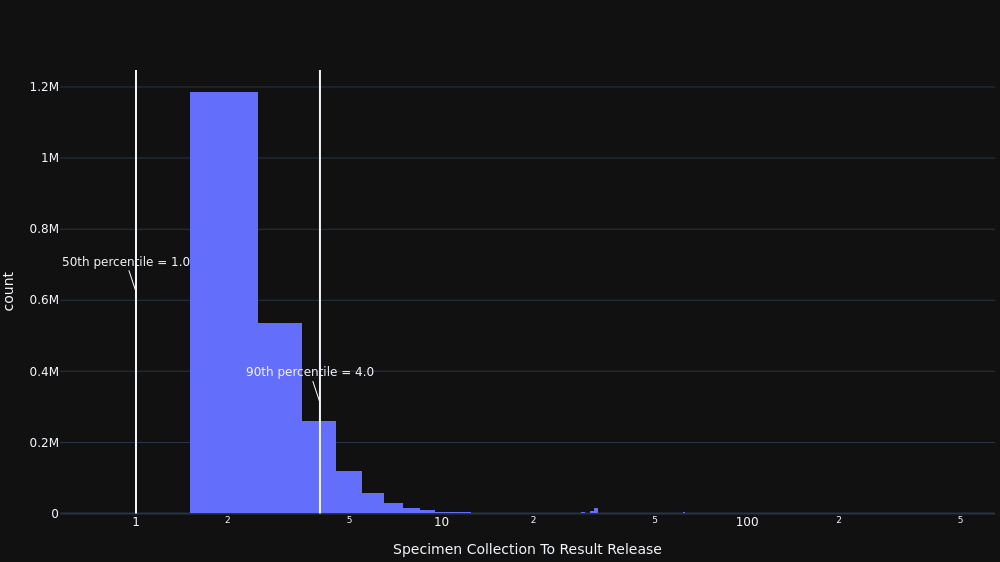 1.2M
1M
0.8M
0.6M
0.4M
0.2M
0
count
50th percentile = 1.0
90th percentile = 4.0
1 2 5 10 2 5 100 2 5
Specimen Collection To Result Release